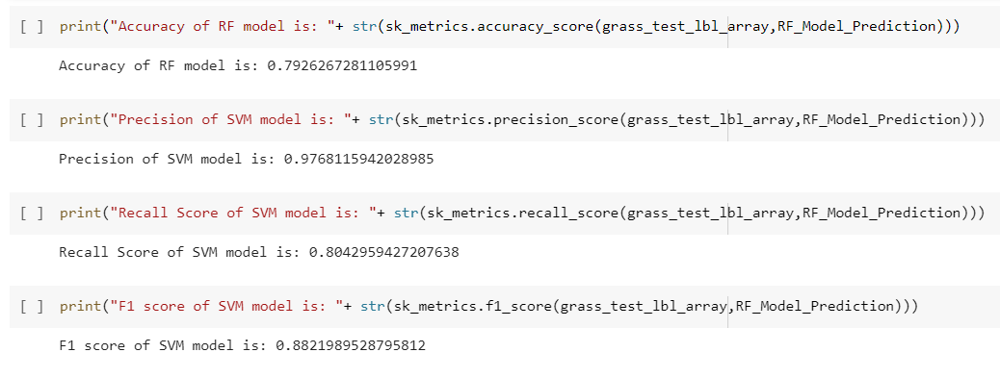 [ ] print("Accuracy of RF model is: "+ str(sk_metrics.accuracy_score(grass_test_lbl_array,RF_Model_Prediction)))
Accuracy of RF model is: 0.7926267281105991
[ ] print("Precision of SVM model is: "+ str(sk_metrics.precision_score(grass_test_lbl_array,RF_Model_Prediction)))
Precision of SVM model is: 0.9768115942028985
[ ] print("Recall Score of SVM model is: "+ str(sk_metrics.recall_score(grass_test_lbl_array,RF_Model_Prediction)))
Recall Score of SVM model is: 0.8042959427207638
[ ] print("F1 score of SVM model is: "+ str(sk_metrics.f1_score(grass_test_lbl_array,RF_Model_Prediction)))
F1 score of SVM model is: 0.8821989528795812